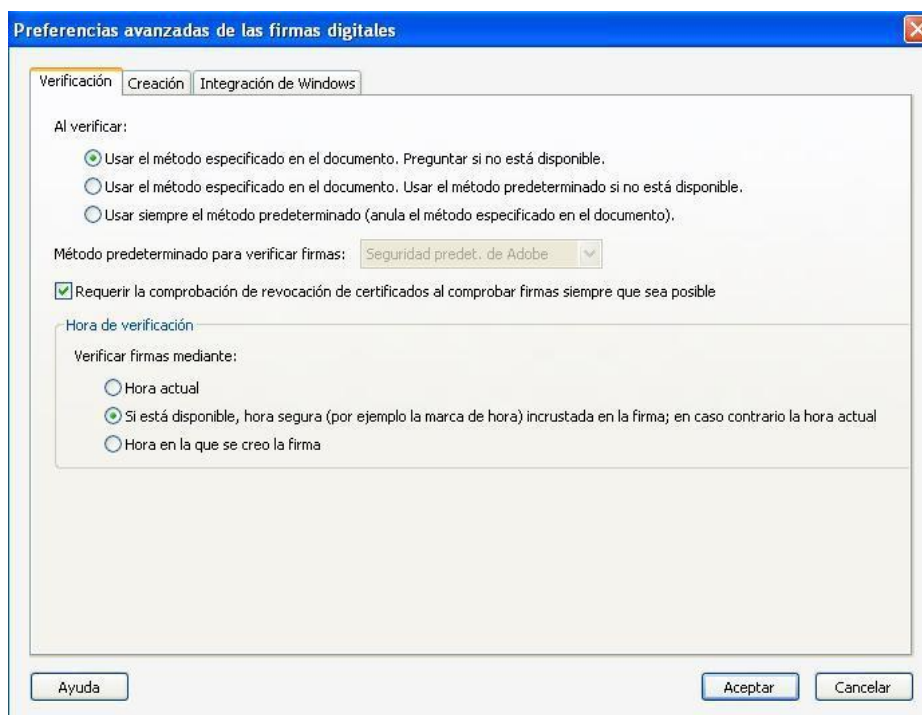 Preferencias avanzadas de las firmas digitales
Verificación Creación Integración de Windows
Al verificar:
Usar el método especificado en el documento. Preguntar si no está disponible.
Usar el método especificado en el documento. Usar el método predeterminado si no está disponible.
Usar siempre el método predeterminado (anula el método especificado en el documento).
Método predeterminado para verificar firmas: Seguridad predet. de Adobe
Requerir la comprobación de revocación de certificados al comprobar firmas siempre que sea posible
Hora de verificación
Verificar firmas mediante:
Hora actual
Si está disponible, hora segura (por ejemplo la marca de hora) incrustada en la firma; en caso contrario la hora actual
Hora en la que se creo la firma
Ayuda Aceptar Cancelar